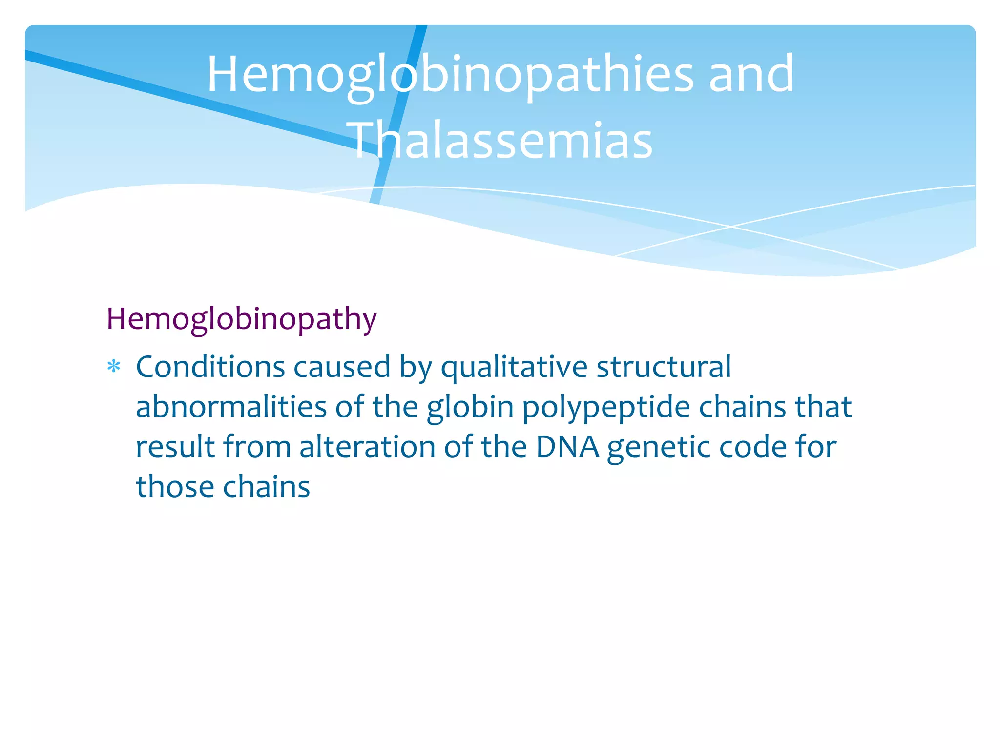 Hemoglobinopathies and
Thalassemias
Hemoglobinopathy
* Conditions caused by qualitative structural
abnormalities of the globin polypeptide chains that
result from alteration of the DNA genetic code for
those chains